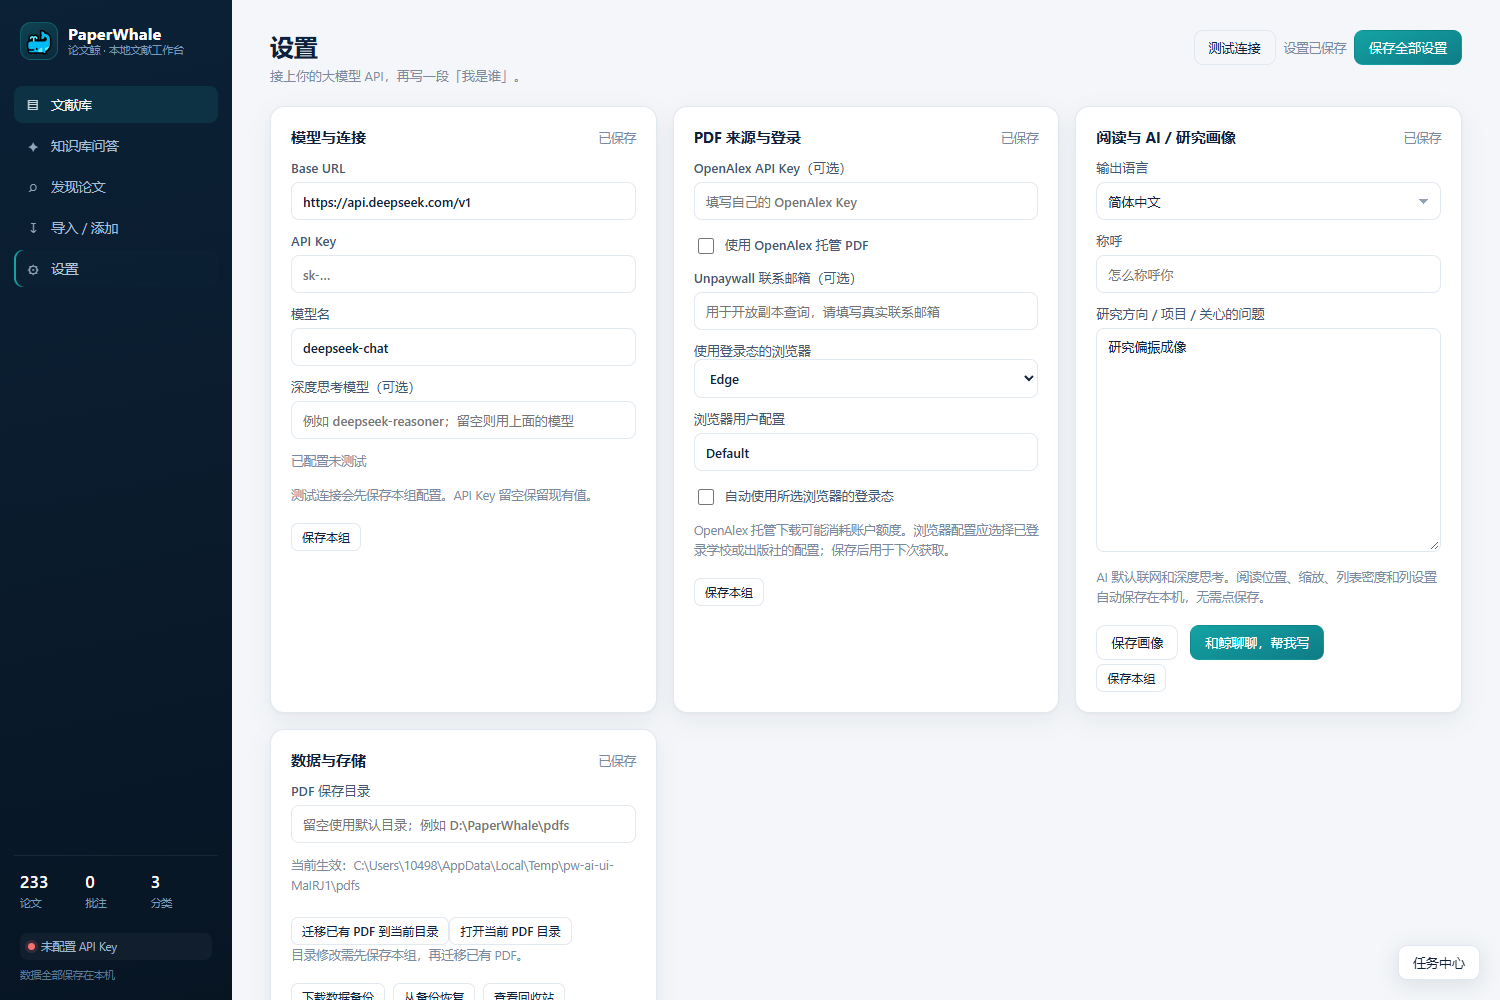 PaperWhale
论文鲸 · 本地文献工作台
文献库
知识库问答
发现论文
导入 / 添加
设置
233
论文
0
批注
3
分类
未配置 API Key
数据全部保存在本机
设置
接上你的大模型 API，再写一段「我是谁」。
测试连接
设置已保存
保存全部设置
模型与连接
已保存
Base URL
https://api.deepseek.com/v1
API Key
sk-...
模型名
deepseek-chat
深度思考模型（可选）
例如 deepseek-reasoner；留空则用上面的模型
已配置未测试
测试连接会先保存本组配置。API Key 留空保留现有值。
保存本组
PDF 来源与登录
已保存
OpenAlex API Key（可选）
填写自己的 OpenAlex Key
使用 OpenAlex 托管 PDF
Unpaywall 联系邮箱（可选）
用于开放副本查询，请填写真实联系邮箱
使用登录态的浏览器
Edge
浏览器用户配置
Default
自动使用所选浏览器的登录态
OpenAlex 托管下载可能消耗账户额度。浏览器配置应选择已登
录学校或出版社的配置；保存后用于下次获取。
保存本组
阅读与 AI / 研究画像
已保存
输出语言
简体中文
称呼
怎么称呼你
研究方向 / 项目 / 关心的问题
研究偏振成像
AI 默认联网和深度思考。阅读位置、缩放、列表密度和列设置
自动保存在本机，无需点保存。
保存画像
和鲸聊聊，帮我写
保存本组
数据与存储
已保存
PDF 保存目录
留空使用默认目录；例如 D:\PaperWhale\pdfs
当前生效：C:\Users\10498\AppData\Local\Temp\pw-ai-ui-
MaIRJ1\pdfs
迁移已有 PDF 到当前目录
打开当前 PDF 目录
目录修改需先保存本组，再迁移已有 PDF。
下载数据备份
从备份恢复
查看回收站
任务中心